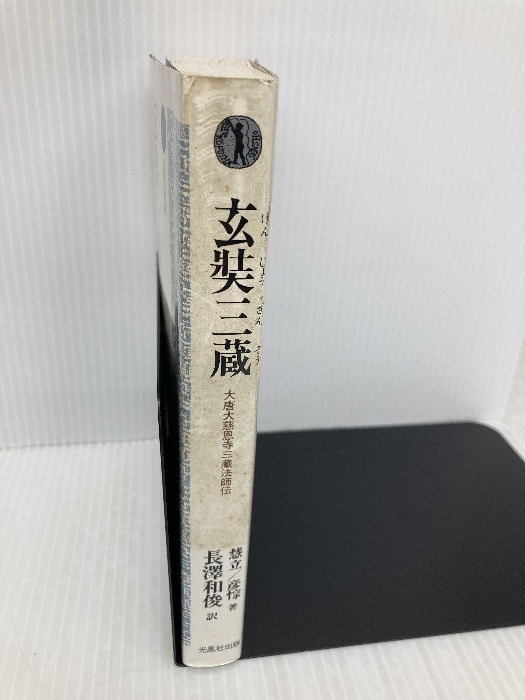 玄奘三蔵
げん じょう さん ぞう
大唐大慈恩寺三蔵法師伝
慧立/彦悰 著
長澤和俊 訳
光風社出版